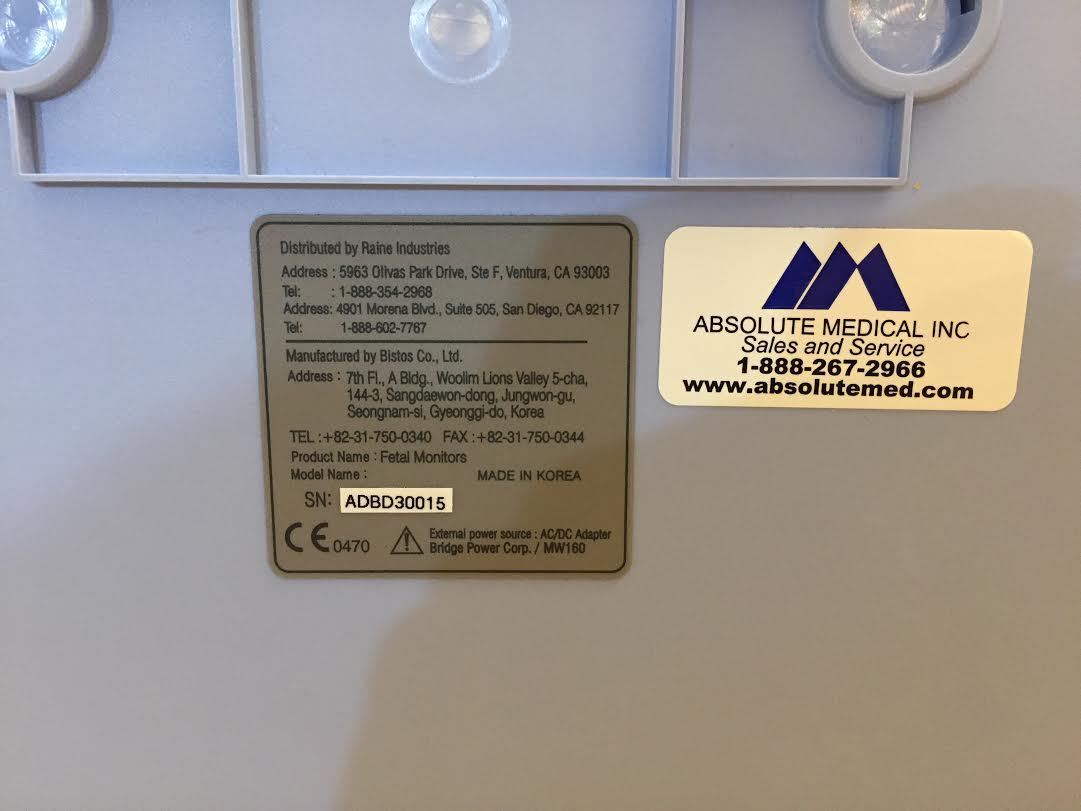 Distributed by Raine Industries
Address : 5963 Olivas Park Drive, Ste F, Ventura, CA 93003
Tel: : 1-888-354-2968
Address: 4901 Morena Blvd., Suite 505, San Diego, CA 92117
Tel: 1-888-602-7767
Manufactured by Bistos Co., Ltd.
Address : 7th Fl., A Bldg., Woolim Lions Valley 5-cha,
144-3, Sangdaewon-dong, Jungwon-gu,
Seongnam-si, Gyeonggi-do, Korea
TEL :+82-31-750-0340 FAX :+82-31-750-0344
Product Name : Fetal Monitors
Model Name : MADE IN KOREA
SN: ADBD30015
CE 0470
External power source : AC/DC Adapter
Bridge Power Corp. / MW160
ABSOLUTE MEDICAL INC
Sales and Service
1-888-267-2966
www.absolutemed.com